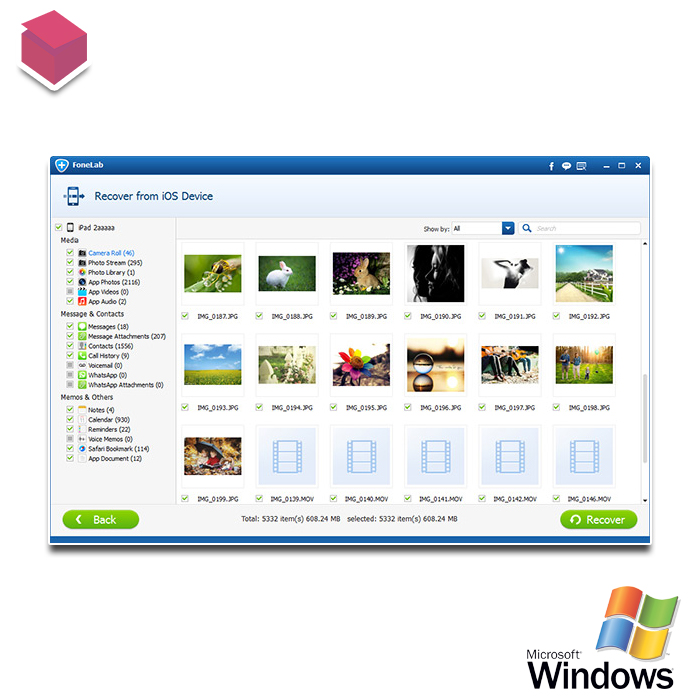 FoneLab
Recover from iOS Device
iPad 2aaaaa
Show by: All
Search
Media
Camera Roll (46)
Photo Stream (295)
Photo Library (1)
App Photos (2116)
App Videos (0)
App Audio (2)
Message & Contacts
Messages (18)
Message Attachments (207)
Contacts (1556)
Call History (9)
Voicemail (0)
WhatsApp (0)
WhatsApp Attachments (0)
Memos & Others
Notes (4)
Calendar (930)
Reminders (22)
Voice Memos (0)
Safari Bookmark (114)
App Document (12)
IMG_0187.JPG IMG_0188.JPG IMG_0189.JPG IMG_0190.JPG IMG_0191.JPG IMG_0192.JPG
IMG_0193.JPG IMG_0194.JPG IMG_0195.JPG IMG_0196.JPG IMG_0197.JPG IMG_0198.JPG
IMG_0199.JPG IMG_0139.MOV IMG_0140.MOV IMG_0141.MOV IMG_0142.MOV IMG_0146.MOV
Back
Total: 5332 item(s) 608.24 MB selected: 5332 item(s) 608.24 MB
Recover
Microsoft
Windows